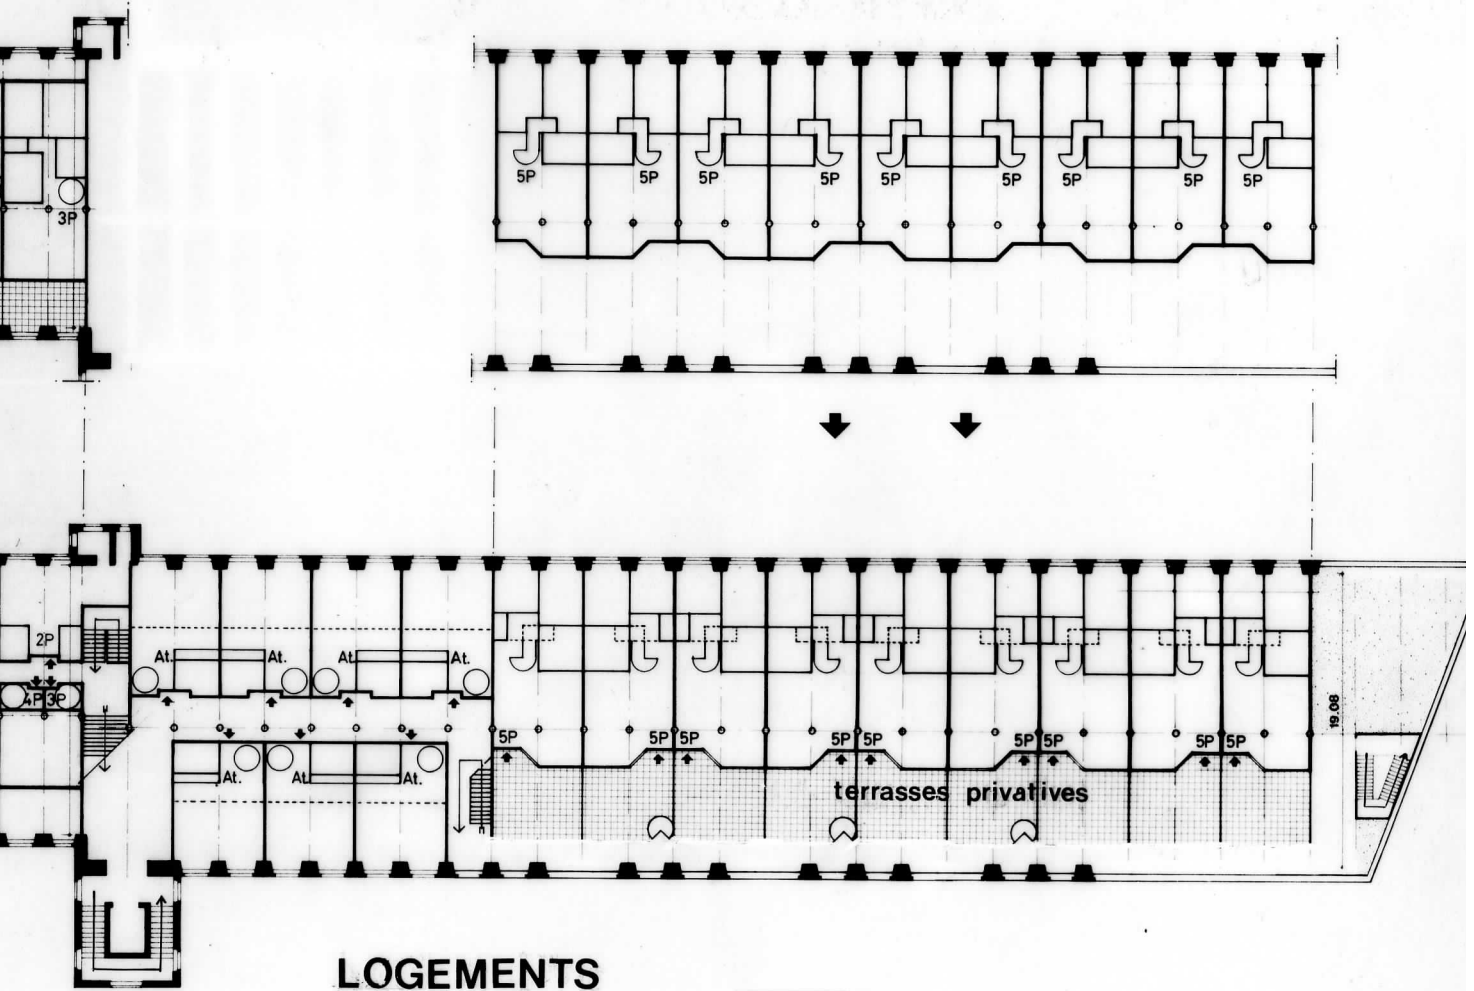 5P 5P 5P 5P 5P 5P 5P 5P 5P
3P
2P
At. At. At. At.
4P 3P
19.08
5P 5P 5P 5P 5P 5P 5P 5P 5P
At. At. At.
terrasses privatives
LOGEMENTS